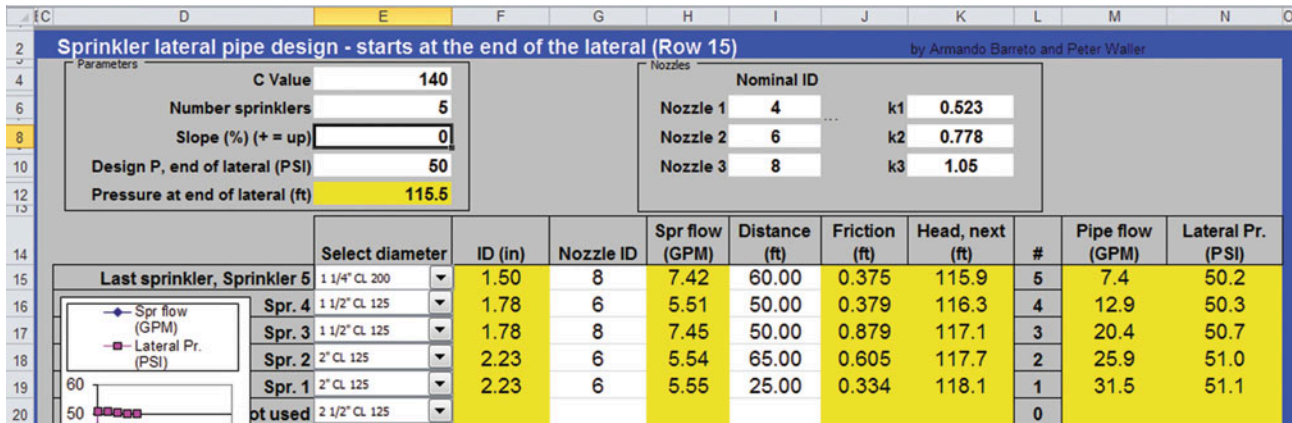 C D E F G H I J K L M N
2 Sprinkler lateral pipe design - starts at the end of the lateral (Row 15) by Armando Barreto and Peter Waller
Parameters Nozzles
4 C Value 140 Nominal ID
6 Number sprinklers 5 Nozzle 1 4 ... k1 0.523
8 Slope (%) (+ = up) 0 Nozzle 2 6 k2 0.778
10 Design P, end of lateral (PSI) 50 Nozzle 3 8 k3 1.05
12 Pressure at end of lateral (ft) 115.5
Spr flow Distance Friction Head, next Pipe flow Lateral Pr.
14 Select diameter ID (in) Nozzle ID (GPM) (ft) (ft) (ft) # (GPM) (PSI)
15 Last sprinkler, Sprinkler 5 1 1/4" CL 200 1.50 8 7.42 60.00 0.375 115.9 5 7.4 50.2
16 Spr. 4 1 1/2" CL 125 1.78 6 5.51 50.00 0.379 116.3 4 12.9 50.3
17 Spr. 3 1 1/2" CL 125 1.78 8 7.45 50.00 0.879 117.1 3 20.4 50.7
18 Spr. 2 2" CL 125 2.23 6 5.54 65.00 0.605 117.7 2 25.9 51.0
19 Spr. 1 2" CL 125 2.23 6 5.55 25.00 0.334 118.1 1 31.5 51.1
20 ot used 2 1/2" CL 125 0
Spr flow
(GPM)
Lateral Pr.
(PSI)
60
50